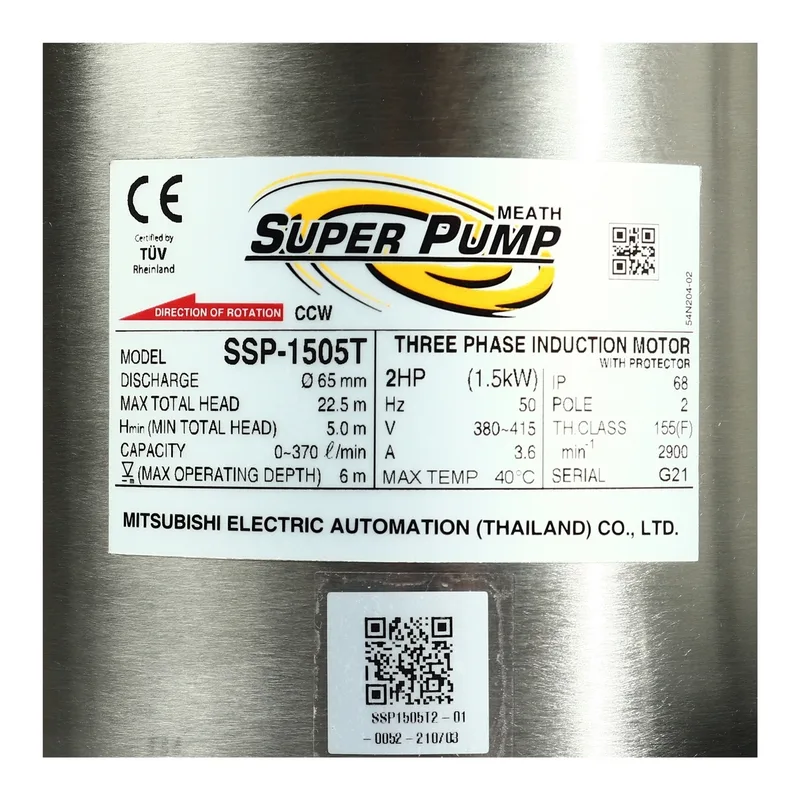 CE
Certified by
TÜV
Rheinland
MEATH
SUPER PUMP
54N204-02
DIRECTION OF ROTATION CCW
MODEL SSP-1505T
DISCHARGE Ø 65 mm
MAX TOTAL HEAD 22.5 m
Hmin (MIN TOTAL HEAD) 5.0 m
CAPACITY 0~370 ℓ/min
(MAX OPERATING DEPTH) 6 m
THREE PHASE INDUCTION MOTOR
WITH PROTECTOR
2HP (1.5kW) IP 68
Hz 50 POLE 2
V 380~415 TH.CLASS 155(F)
A 3.6 min⁻¹ 2900
MAX TEMP 40°C SERIAL G21
MITSUBISHI ELECTRIC AUTOMATION (THAILAND) CO., LTD.
SSP1505T2-01
-0052-210703